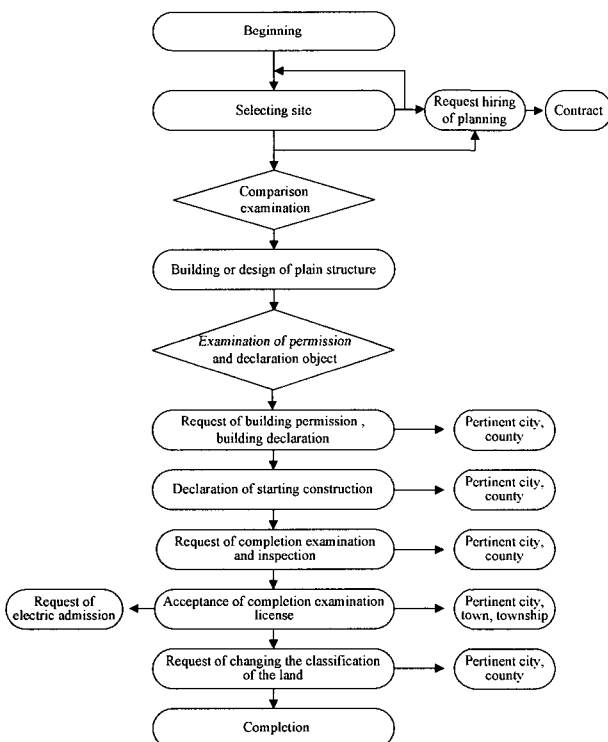 Beginning
Selecting site
Request hiring
of planning
Contract
Comparison
examination
Building or design of plain structure
Examination of permission
and declaration object
Request of building permission ,
building declaration
Pertinent city,
county
Declaration of starting construction
Pertinent city,
county
Request of completion examination
and inspection
Pertinent city,
county
Request of
electric admission
Acceptance of completion examination
license
Pertinent city,
town, township
Request of changing the classification
of the land
Pertinent city,
county
Completion